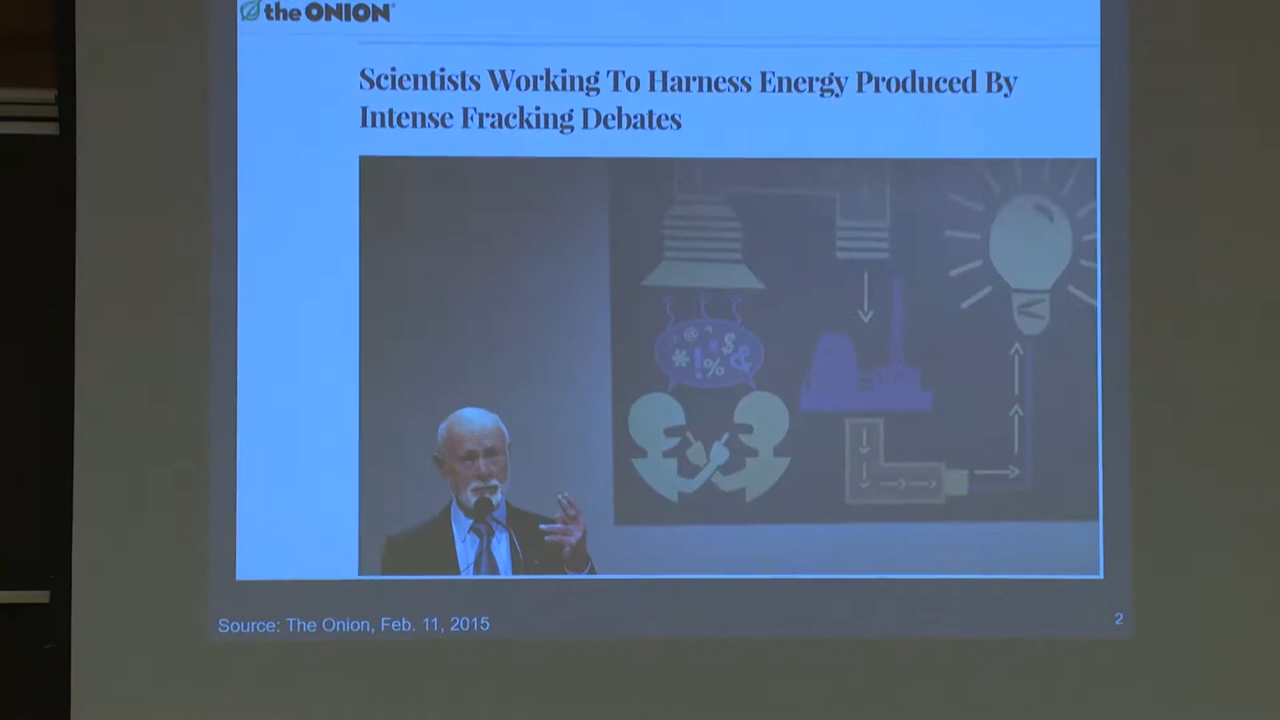 the ONION
Scientists Working To Harness Energy Produced By
Intense Fracking Debates
@ ? $
* ! % &
Source: The Onion, Feb. 11, 2015
2